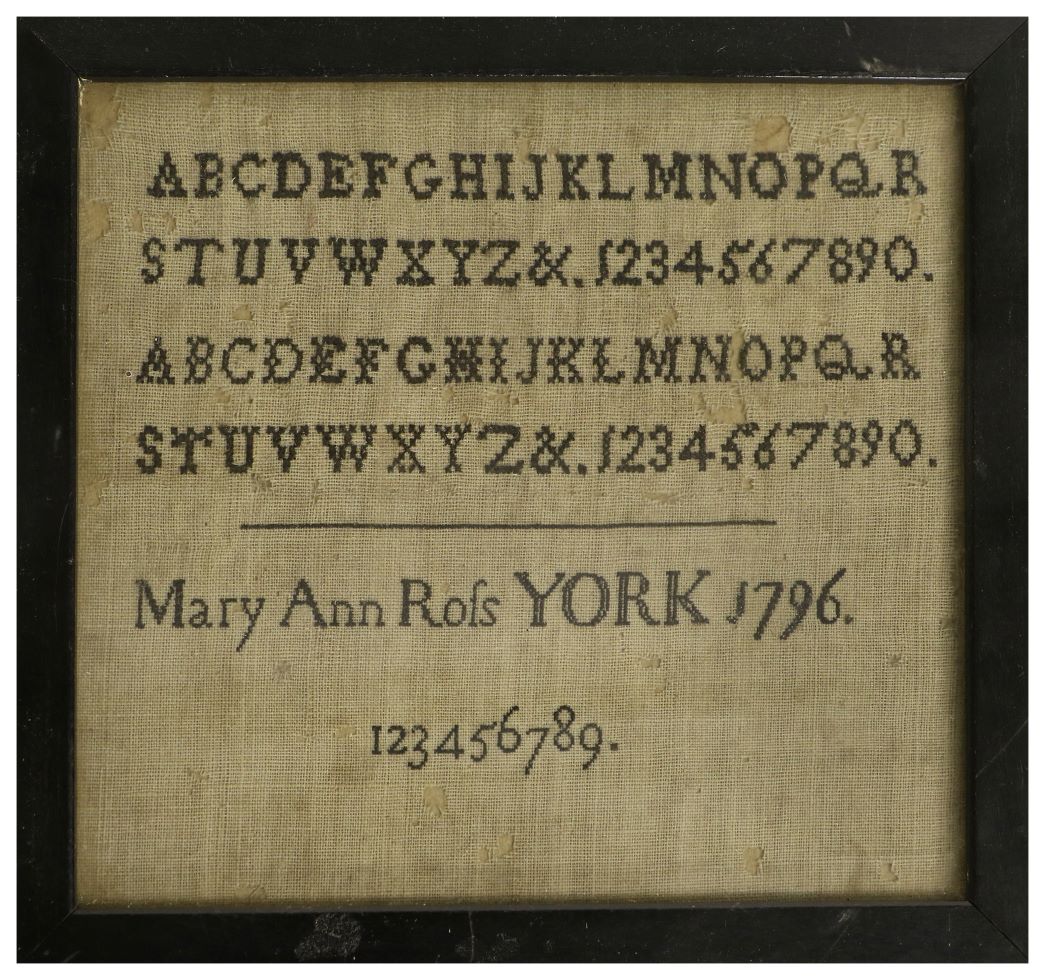 ABCDEFGHIJKLMNOPQR
STUVWXYZ&.1234567890.
ABCDEFGHIJKLMNOPQR
STUVWXYZ&.1234567890.
Mary Ann Roſs YORK 1796.
123456789.